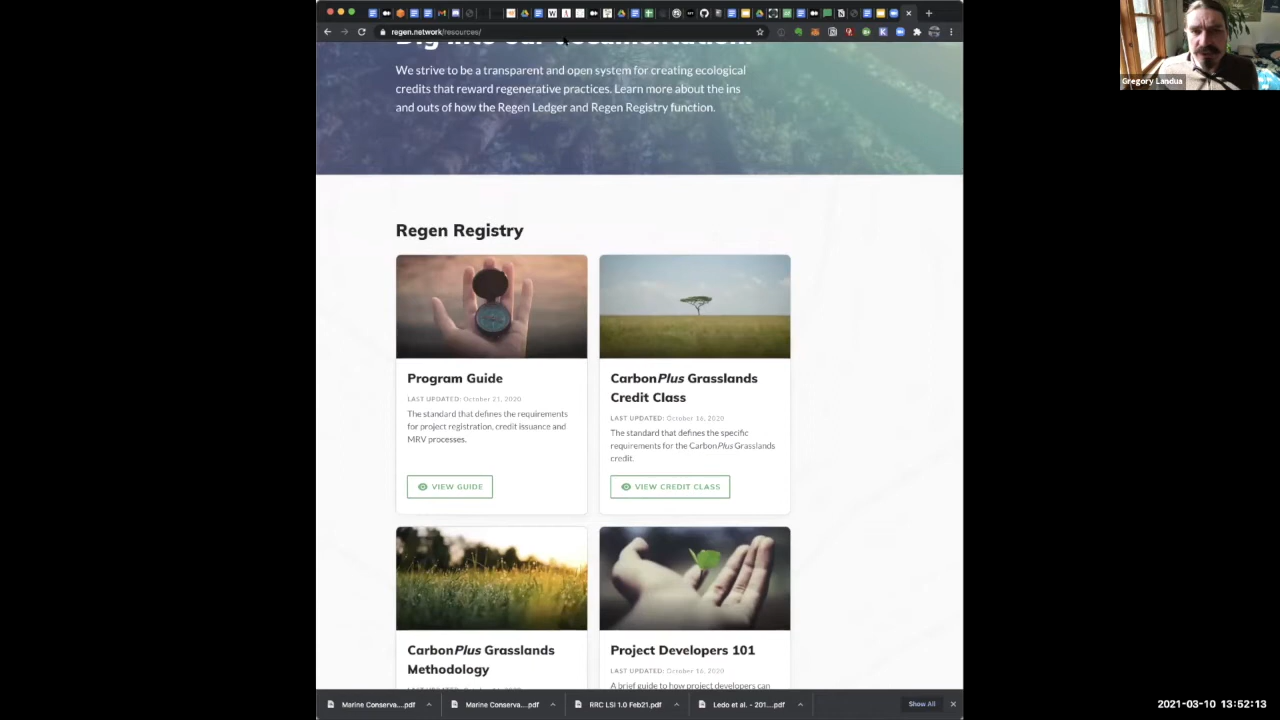 regen.network/resources/
Dig into our documentation.
We strive to be a transparent and open system for creating ecological
credits that reward regenerative practices. Learn more about the ins
and outs of how the Regen Ledger and Regen Registry function.
Gregory Landua
Regen Registry
Program Guide
LAST UPDATED: October 21, 2020
The standard that defines the requirements
for project registration, credit issuance and
MRV processes.
VIEW GUIDE
CarbonPlus Grasslands
Credit Class
LAST UPDATED: October 16, 2020
The standard that defines the specific
requirements for the CarbonPlus Grasslands
credit.
VIEW CREDIT CLASS
CarbonPlus Grasslands
Methodology
Project Developers 101
LAST UPDATED: October 16, 2020
A brief guide to how project developers can
Marine Conserva....pdf
Marine Conserva....pdf
RRC LSI 1.0 Feb21.pdf
Ledo et al. - 201....pdf
Show All
2021-03-10 13:52:13